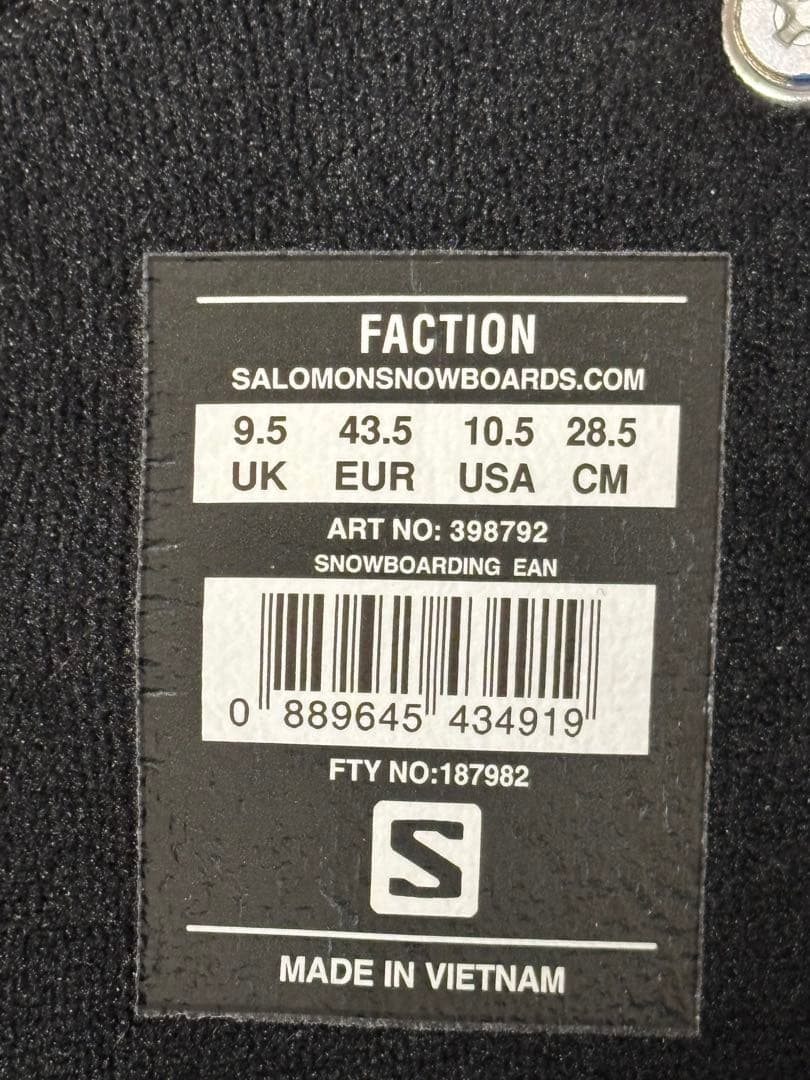 FACTION
SALOMONSNOWBOARDS.COM
9.5 43.5 10.5 28.5
UK EUR USA CM
ART NO: 398792
SNOWBOARDING EAN
0 889645 434919
FTY NO:187982
S
MADE IN VIETNAM